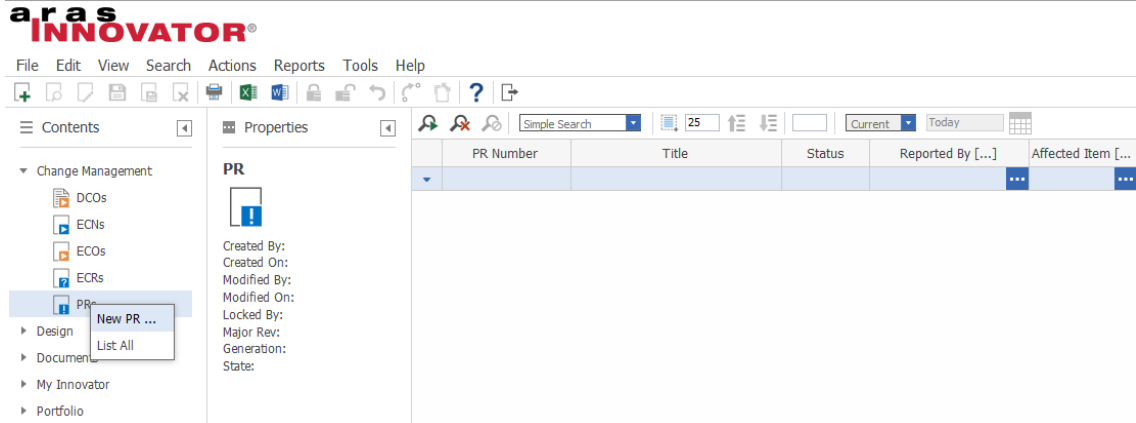 aras
INNOVATOR®
File Edit View Search Actions Reports Tools Help
Contents
Properties
Simple Search
25
Current
Today
PR Number
Title
Status
Reported By [...]
Affected Item [...
Change Management
DCOs
ECNs
ECOs
ECRs
PRs
New PR ...
List All
Design
Documents
My Innovator
Portfolio
PR
Created By:
Created On:
Modified By:
Modified On:
Locked By:
Major Rev:
Generation:
State: